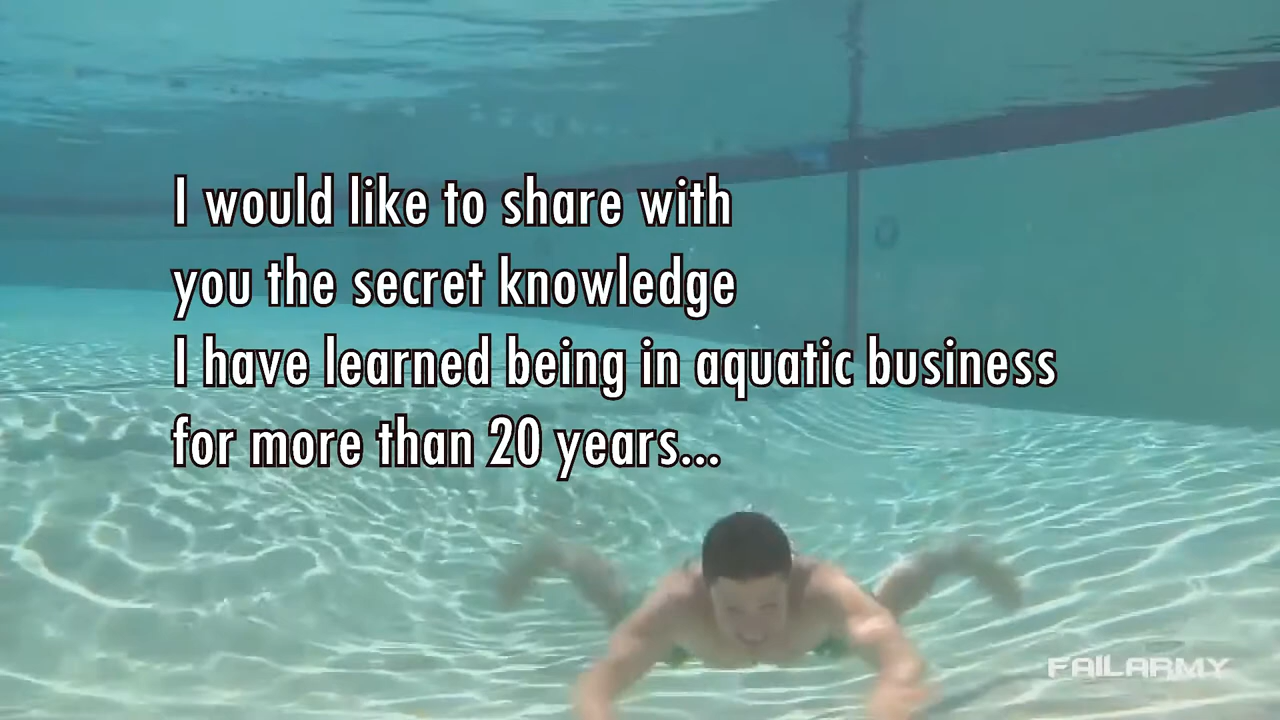 I would like to share with
you the secret knowledge
I have learned being in aquatic business
for more than 20 years...
FAILARMY